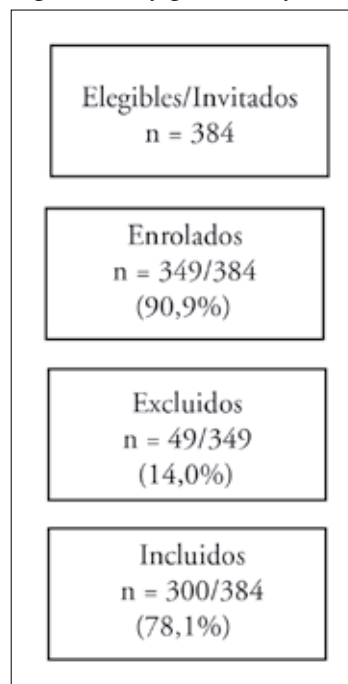 Elegibles/Invitados
n = 384
Enrolados
n = 349/384
(90,9%)
Excluidos
n = 49/349
(14,0%)
Incluidos
n = 300/384
(78,1%)